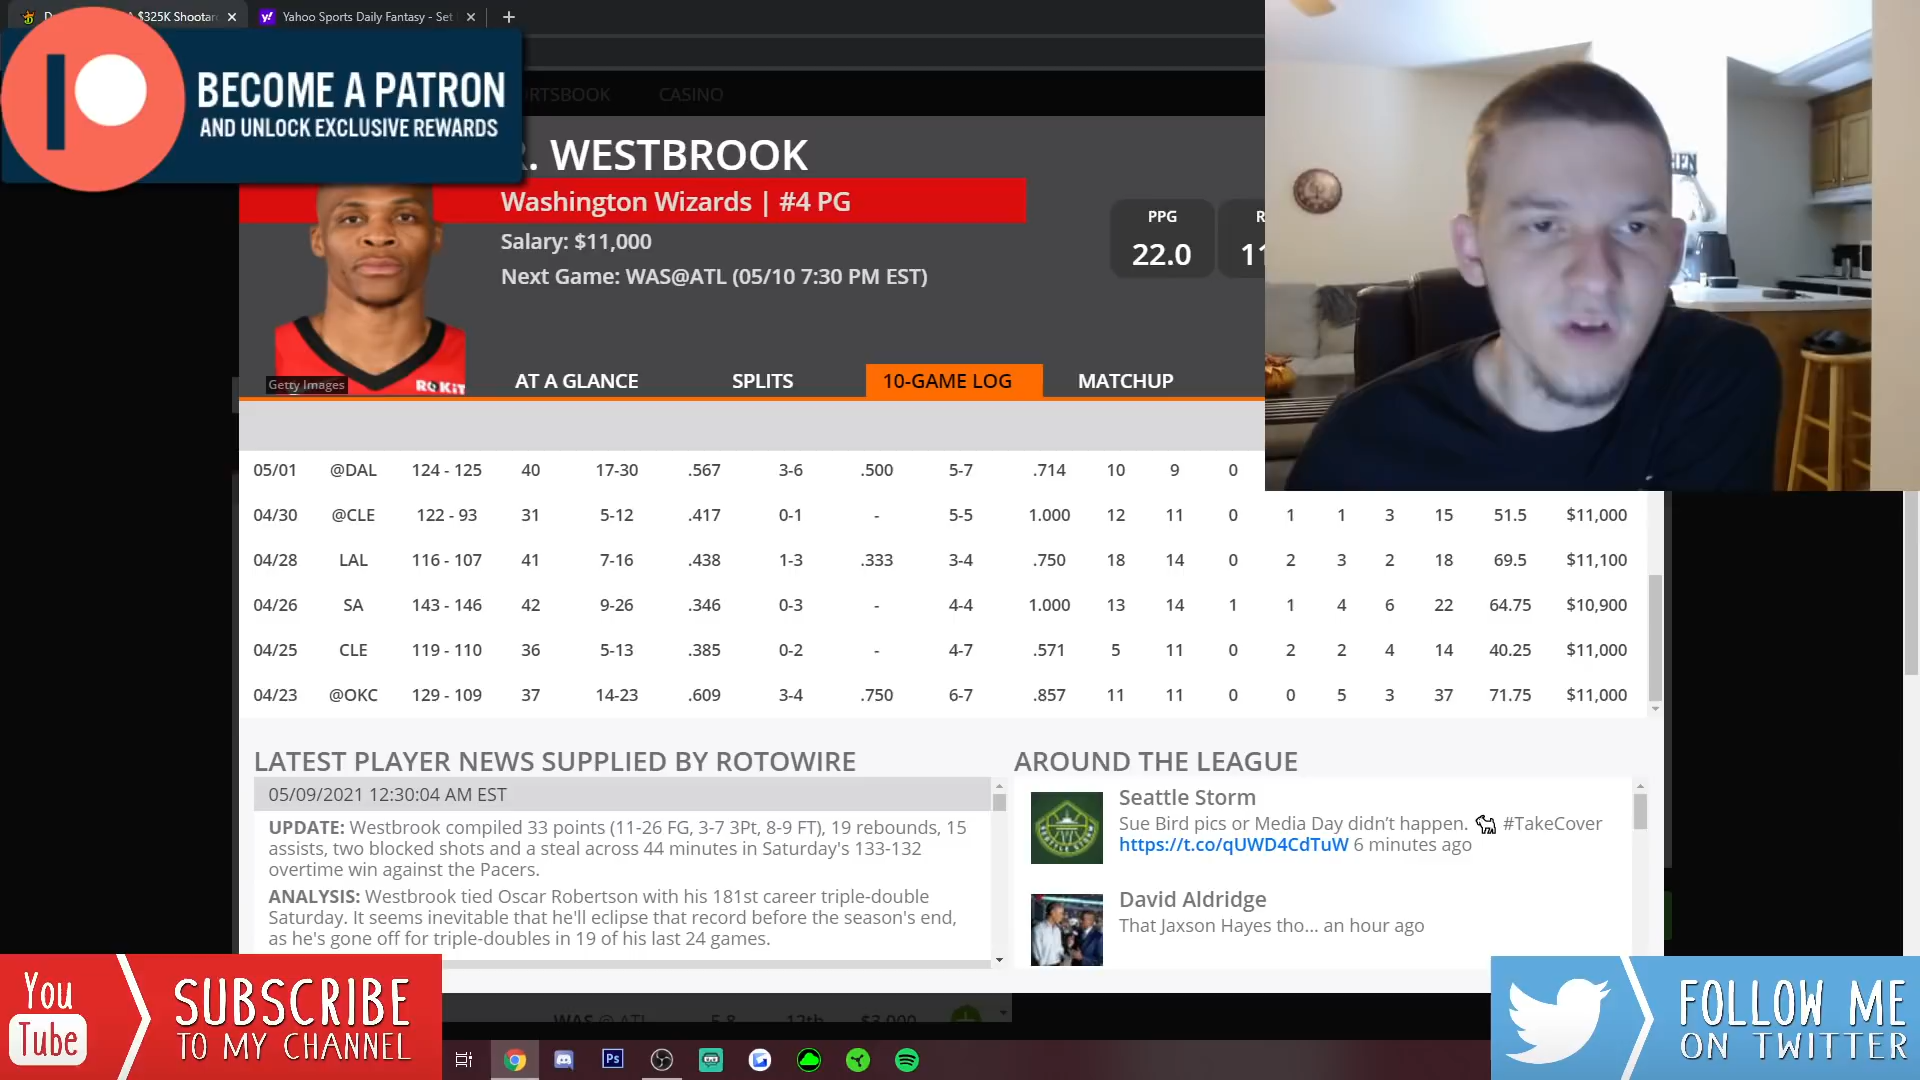 $325K Shootar
Yahoo Sports Daily Fantasy - Set
BECOME A PATRON
AND UNLOCK EXCLUSIVE REWARDS
RTSBOOK CASINO
R. WESTBROOK
Washington Wizards | #4 PG
Salary: $11,000
Next Game: WAS@ATL (05/10 7:30 PM EST)
PPG
22.0
ROKiT
Getty Images
AT A GLANCE SPLITS 10-GAME LOG MATCHUP
05/01 @DAL 124 - 125 40 17-30 .567 3-6 .500 5-7 .714 10 9 0
04/30 @CLE 122 - 93 31 5-12 .417 0-1 - 5-5 1.000 12 11 0 1 1 3 15 51.5 $11,000
04/28 LAL 116 - 107 41 7-16 .438 1-3 .333 3-4 .750 18 14 0 2 3 2 18 69.5 $11,100
04/26 SA 143 - 146 42 9-26 .346 0-3 - 4-4 1.000 13 14 1 1 4 6 22 64.75 $10,900
04/25 CLE 119 - 110 36 5-13 .385 0-2 - 4-7 .571 5 11 0 2 2 4 14 40.25 $11,000
04/23 @OKC 129 - 109 37 14-23 .609 3-4 .750 6-7 .857 11 11 0 0 5 3 37 71.75 $11,000
LATEST PLAYER NEWS SUPPLIED BY ROTOWIRE
05/09/2021 12:30:04 AM EST
UPDATE: Westbrook compiled 33 points (11-26 FG, 3-7 3Pt, 8-9 FT), 19 rebounds, 15
assists, two blocked shots and a steal across 44 minutes in Saturday's 133-132
overtime win against the Pacers.
ANALYSIS: Westbrook tied Oscar Robertson with his 181st career triple-double
Saturday. It seems inevitable that he'll eclipse that record before the season's end,
as he's gone off for triple-doubles in 19 of his last 24 games.
AROUND THE LEAGUE
Seattle Storm
Sue Bird pics or Media Day didn't happen. #TakeCover
https://t.co/qUWD4CdTuW 6 minutes ago
David Aldridge
That Jaxson Hayes tho... an hour ago
WAS @ ATL 5-8 12th $3,000
You
Tube
SUBSCRIBE
TO MY CHANNEL
Ps
FOLLOW ME
ON TWITTER